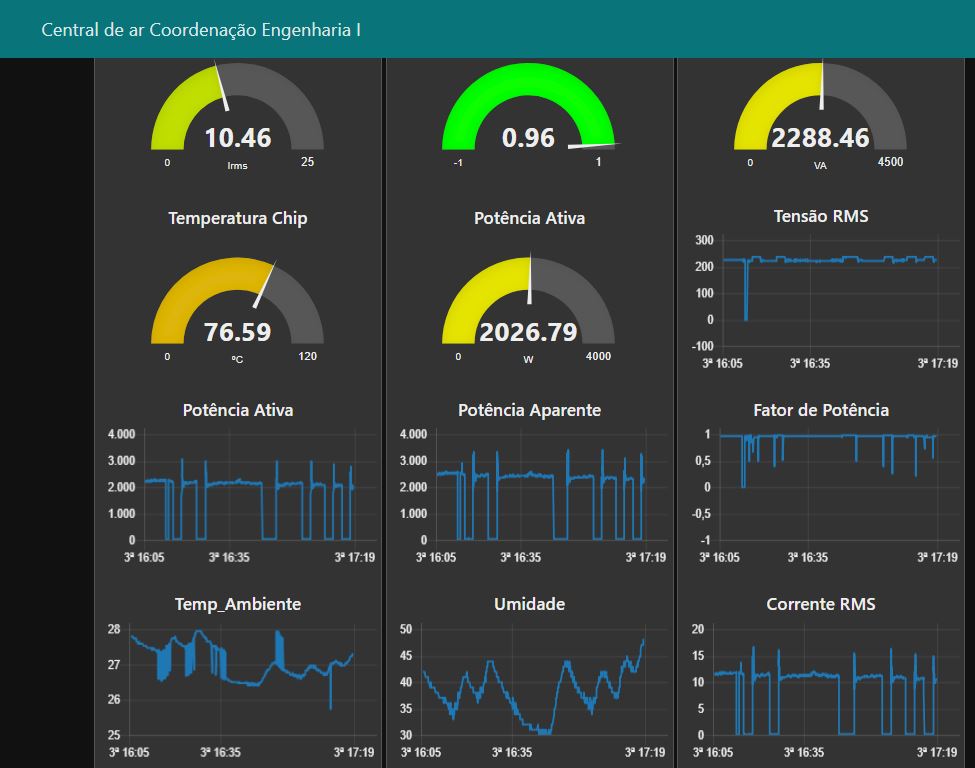 Central de ar Coordenação Engenharia I
10.46
0 Irms 25
0.96
-1 1
2288.46
0 VA 4500
Temperatura Chip
76.59
0 ºC 120
Potência Ativa
2026.79
0 W 4000
Tensão RMS
300
200
100
0
-100
3ª 16:05 3ª 16:35 3ª 17:19
Potência Ativa
4.000
3.000
2.000
1.000
0
3ª 16:05 3ª 16:35 3ª 17:19
Potência Aparente
4.000
3.000
2.000
1.000
0
3ª 16:05 3ª 16:35 3ª 17:19
Fator de Potência
1
0,5
0
-0,5
-1
3ª 16:05 3ª 16:35 3ª 17:19
Temp_Ambiente
28
27
26
25
3ª 16:05 3ª 16:35 3ª 17:19
Umidade
50
45
40
35
30
3ª 16:05 3ª 16:35 3ª 17:19
Corrente RMS
20
15
10
5
0
3ª 16:05 3ª 16:35 3ª 17:19